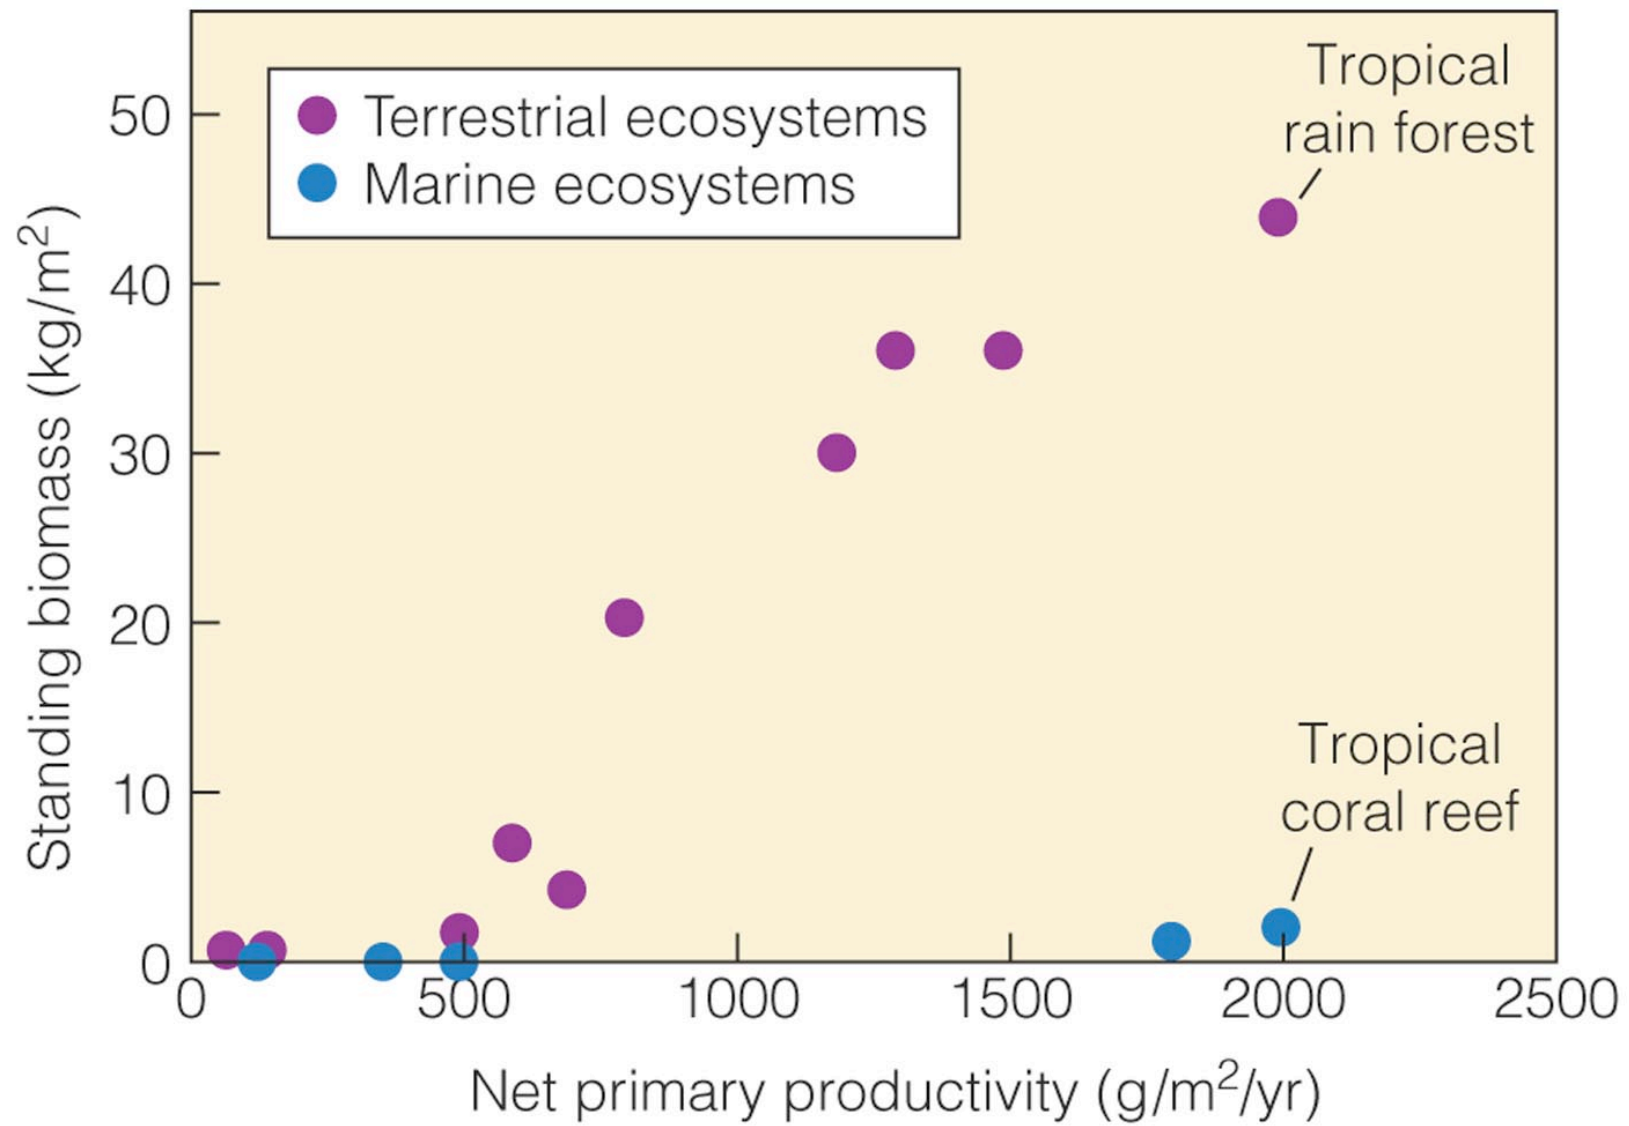 Terrestrial ecosystems
Marine ecosystems
Tropical
rain forest
Tropical
coral reef
Standing biomass (kg/m²)
50
40
30
20
10
0
0 500 1000 1500 2000 2500
Net primary productivity (g/m²/yr)